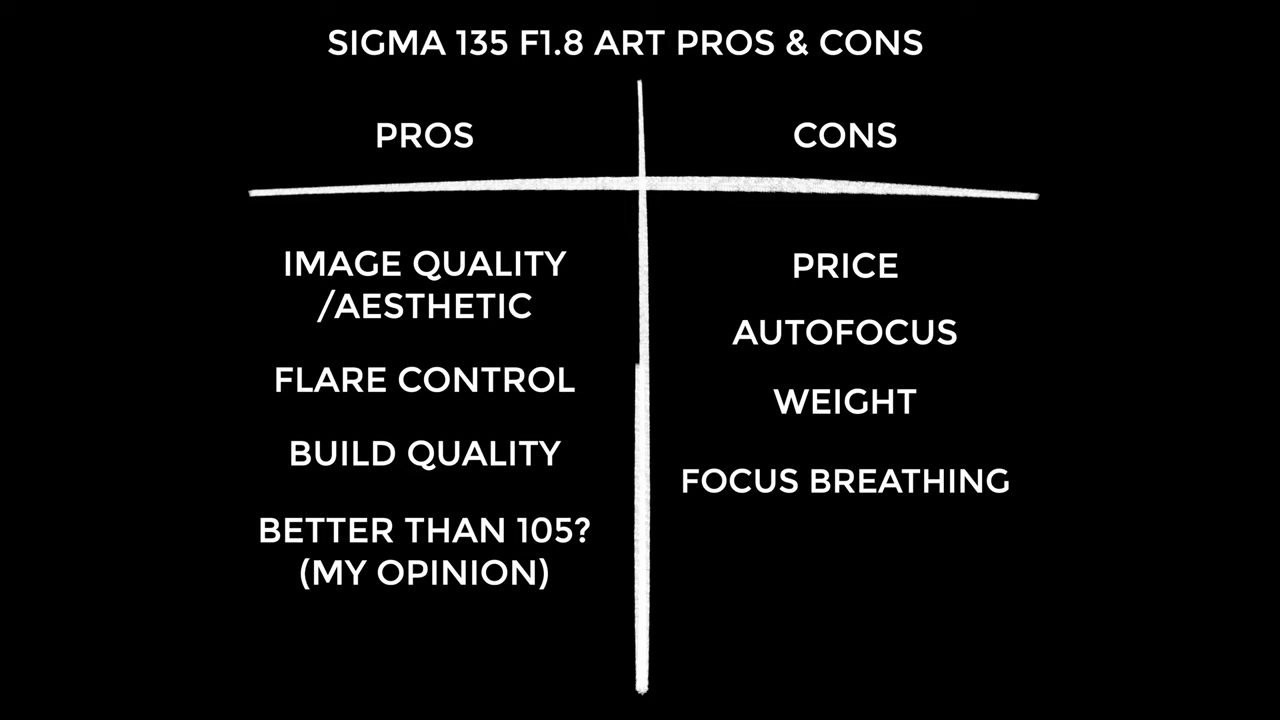 SIGMA 135 F1.8 ART PROS & CONS
PROS
CONS
IMAGE QUALITY
/AESTHETIC
FLARE CONTROL
BUILD QUALITY
BETTER THAN 105?
(MY OPINION)
PRICE
AUTOFOCUS
WEIGHT
FOCUS BREATHING